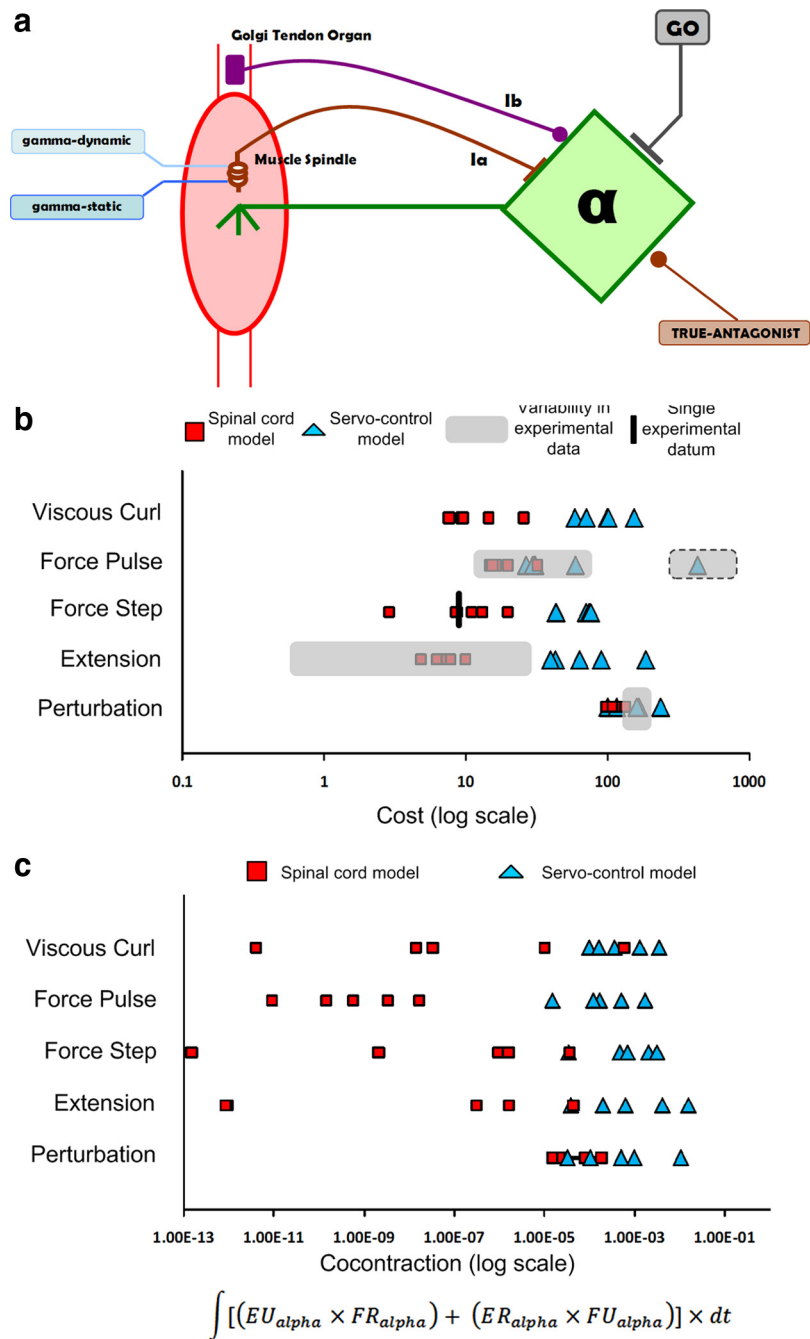 a
Golgi Tendon Organ
GO
Ib
gamma-dynamic
Muscle Spindle
Ia
gamma-static
α
TRUE-ANTAGONIST
b
Spinal cord model
Servo-control model
Variability in experimental data
Single experimental datum
Viscous Curl
Force Pulse
Force Step
Extension
Perturbation
0.1 1 10 100 1000
Cost (log scale)
c
Spinal cord model
Servo-control model
Viscous Curl
Force Pulse
Force Step
Extension
Perturbation
1.00E-13 1.00E-11 1.00E-09 1.00E-07 1.00E-05 1.00E-03 1.00E-01
Cocontraction (log scale)
∫ [(EU_alpha × FR_alpha) + (ER_alpha × FU_alpha)] × dt